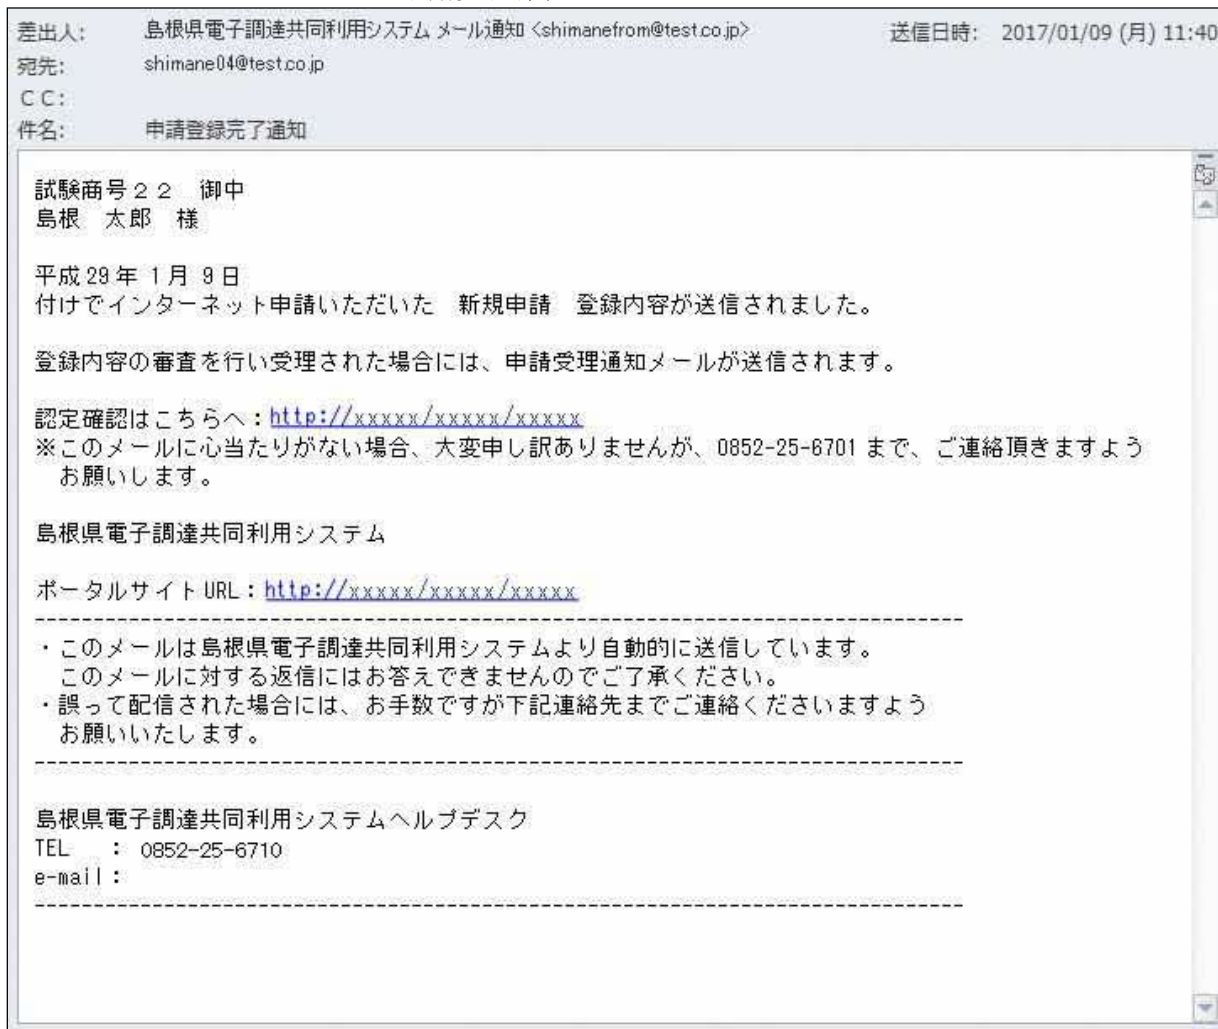 差出人: 島根県電子調達共同利用システム メール通知 <shimanefrom@test.co.jp> 送信日時: 2017/01/09 (月) 11:40
宛先: shimane04@test.co.jp
ＣＣ:
件名: 申請登録完了通知
試験商号２２　御中
島根　太郎　様
平成 29 年 1 月 9 日
付けでインターネット申請いただいた　新規申請　登録内容が送信されました。
登録内容の審査を行い受理された場合には、申請受理通知メールが送信されます。
認定確認はこちらへ：http://xxxxx/xxxxx/xxxxx
※このメールに心当たりがない場合、大変申し訳ありませんが、0852-25-6701 まで、ご連絡頂きますよう
お願いします。
島根県電子調達共同利用システム
ポータルサイト URL：http://xxxxx/xxxxx/xxxxx
--------------------------------------------------------------------------------
・このメールは島根県電子調達共同利用システムより自動的に送信しています。
このメールに対する返信にはお答えできませんのでご了承ください。
・誤って配信された場合には、お手数ですが下記連絡先までご連絡くださいますよう
お願いいたします。
--------------------------------------------------------------------------------
島根県電子調達共同利用システムヘルプデスク
TEL　： 0852-25-6710
e-mail：
--------------------------------------------------------------------------------